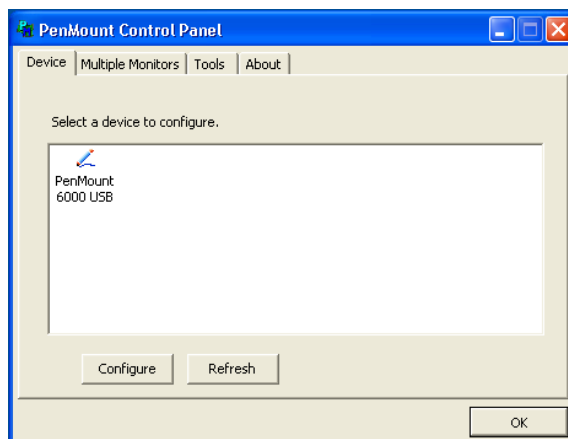 PenMount Control Panel
Device Multiple Monitors Tools About
Select a device to configure.
PenMount
6000 USB
Configure Refresh
OK